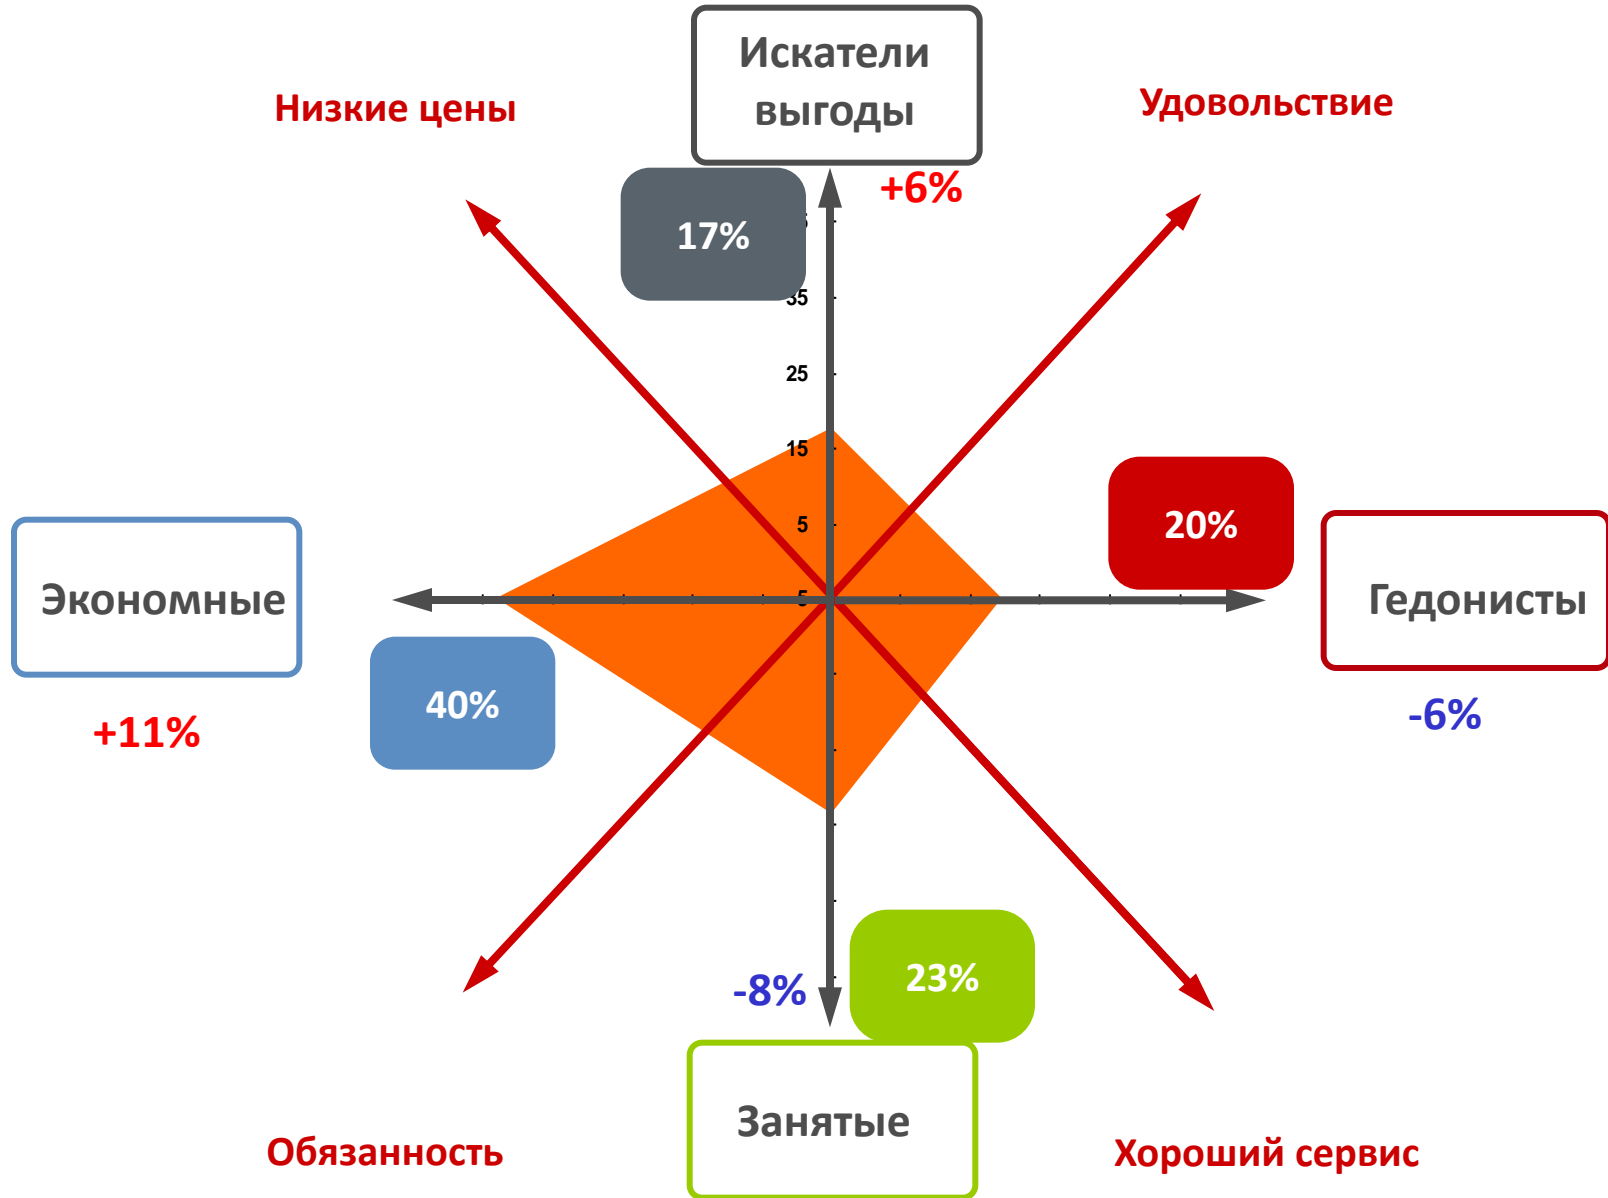 Искатели
выгоды
Низкие цены
Удовольствие
+6%
17%
35
25
15
5
20%
Экономные
Гедонисты
40%
+11%
-6%
-8%
23%
Занятые
Обязанность
Хороший сервис